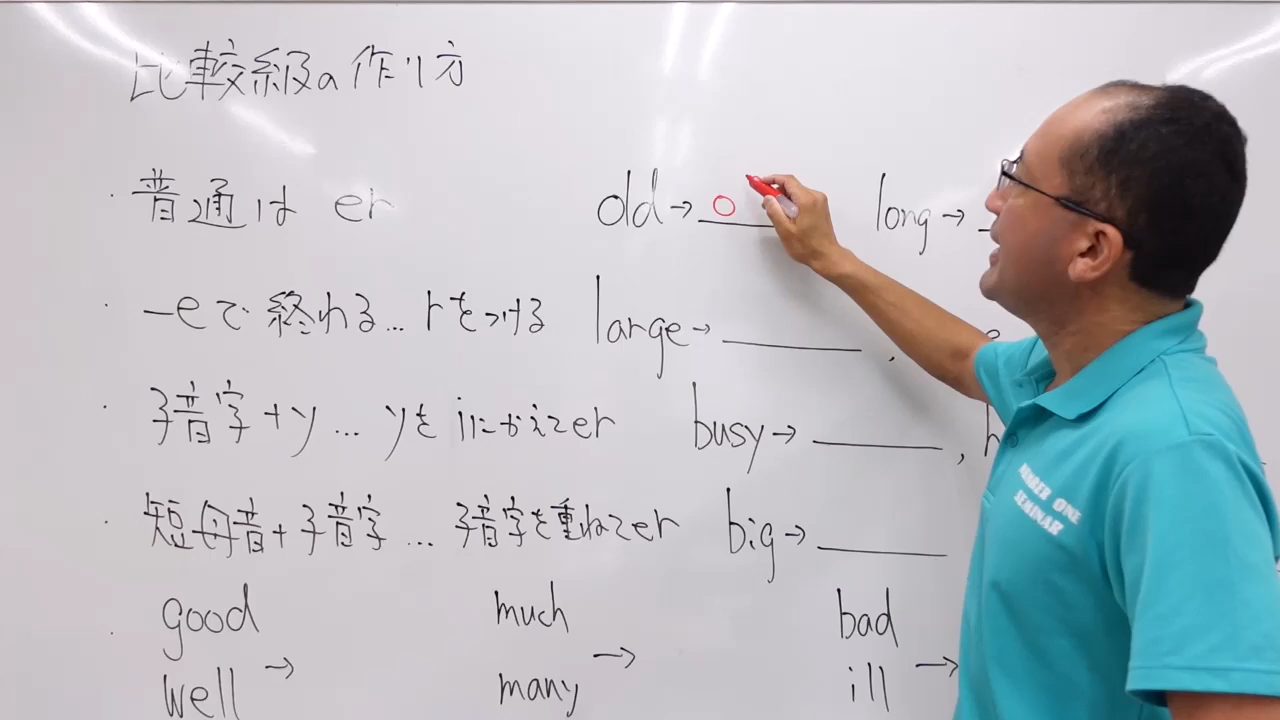 比較級の作り方
・普通は er old→ o long→
・-eで終わる…rをつける large→ ,
・子音字+y…yをiにかえてer busy→ , h
・短母音+子音字…子音字を重ねてer big→
・good much bad
well → many → ill →
NUMBER ONE
SEMINAR